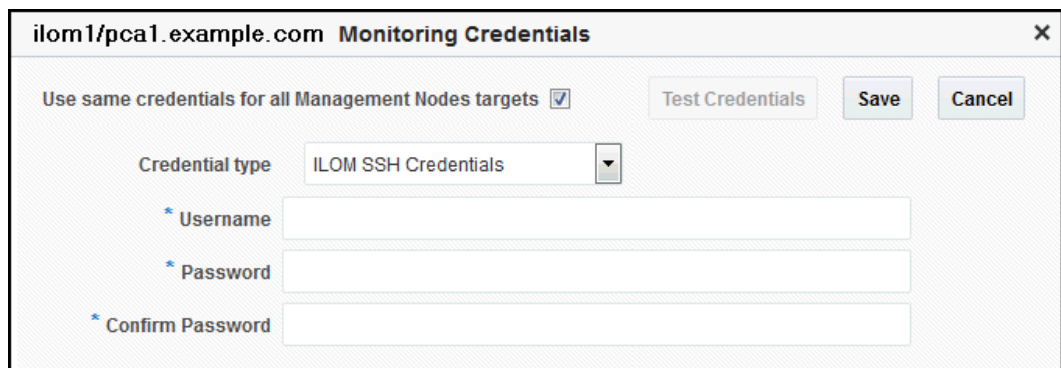 ilom1/pca1.example.com Monitoring Credentials
Use same credentials for all Management Nodes targets Test Credentials Save Cancel
Credential type ILOM SSH Credentials
* Username
* Password
* Confirm Password